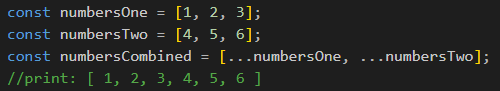 const numbersOne = [1, 2, 3];
const numbersTwo = [4, 5, 6];
const numbersCombined = [...numbersOne, ...numbersTwo];
//print: [ 1, 2, 3, 4, 5, 6 ]